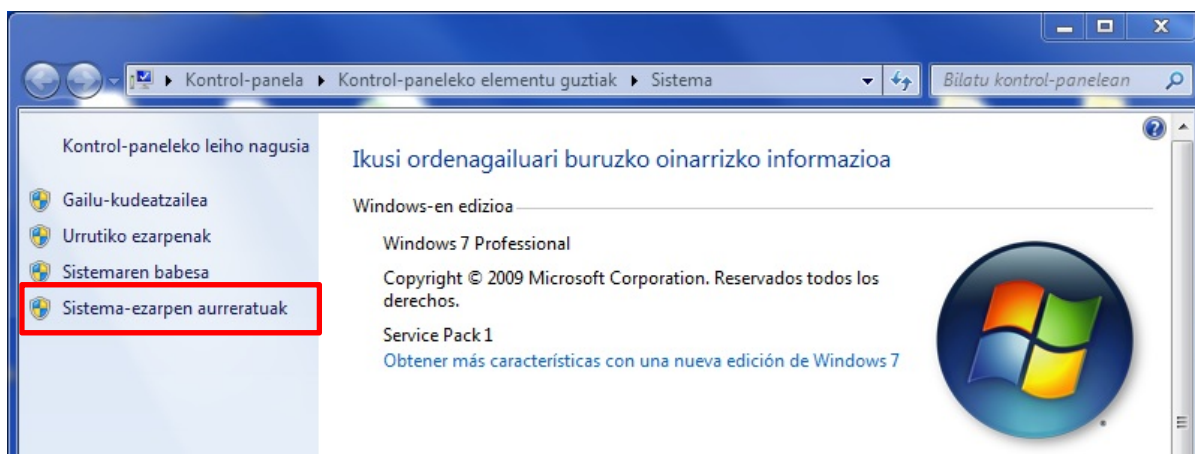 Kontrol-panela Kontrol-paneleko elementu guztiak Sistema
Bilatu kontrol-panelean
Kontrol-paneleko leiho nagusia
Gailu-kudeatzailea
Urrutiko ezarpenak
Sistemaren babesa
Sistema-ezarpen aurreratuak
Ikusi ordenagailuari buruzko oinarrizko informazioa
Windows-en edizioa
Windows 7 Professional
Copyright © 2009 Microsoft Corporation. Reservados todos los
derechos.
Service Pack 1
Obtener más características con una nueva edición de Windows 7